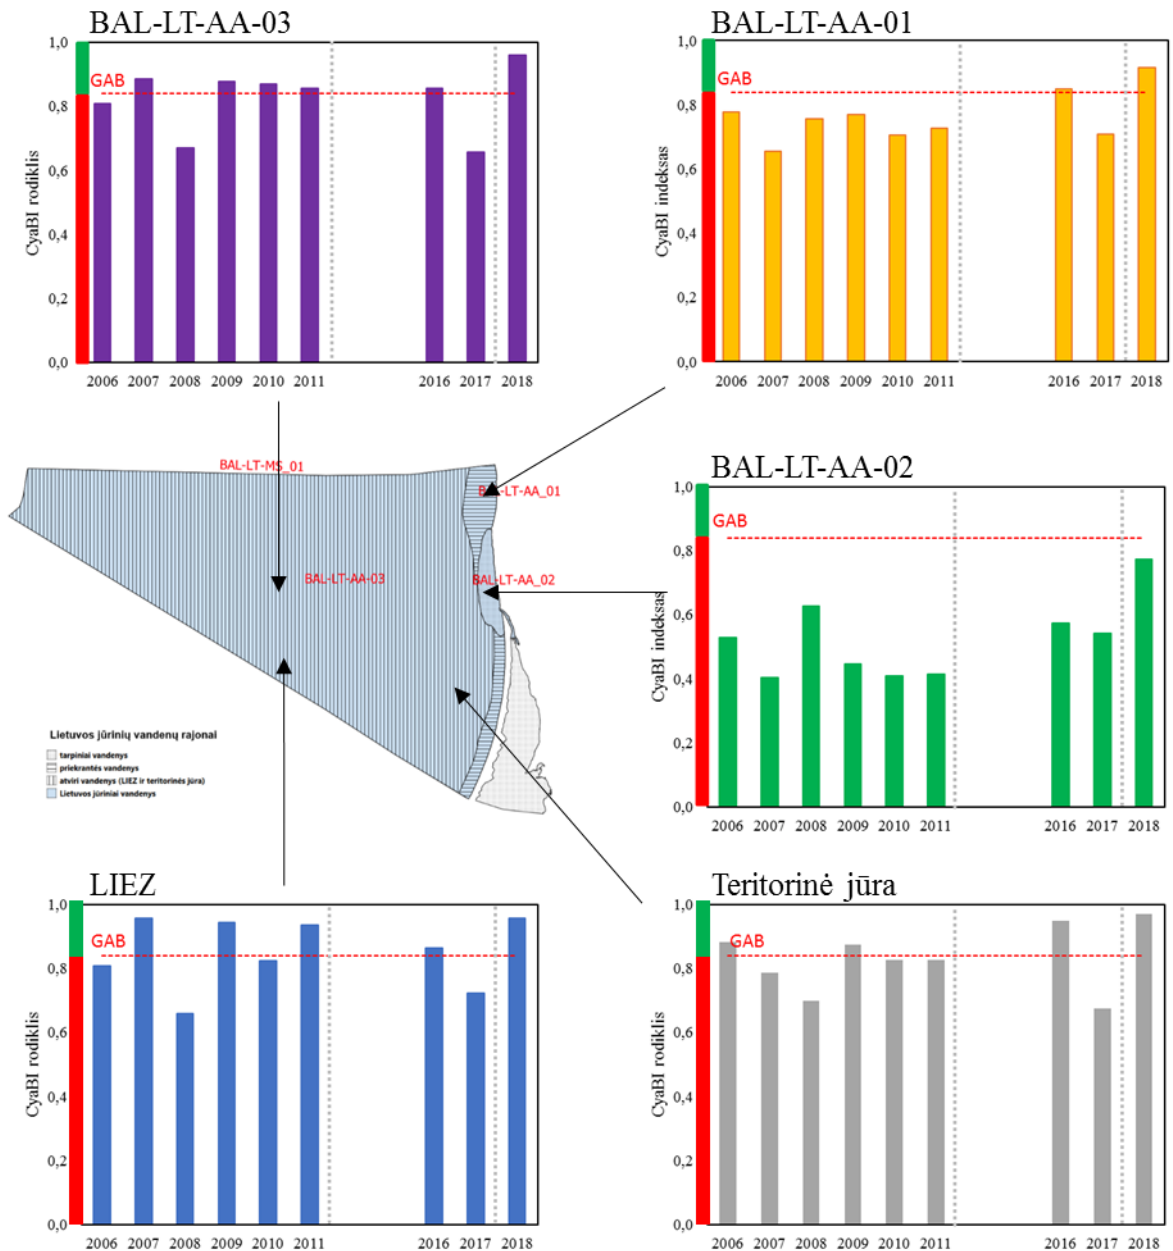 BAL-LT-AA-03
1,0
0,8
0,6
0,4
0,2
0,0
CyaBI rodiklis
GAB
2006 2007 2008 2009 2010 2011 2016 2017 2018
BAL-LT-AA-01
1,0
0,8
0,6
0,4
0,2
0,0
CyaBI indeksas
GAB
2006 2007 2008 2009 2010 2011 2016 2017 2018
BAL-LT-MS_01
BAL-LT-AA_01
BAL-LT-AA-03
BAL-LT-AA_02
Lietuvos jūrinių vandenų rajonai
tarpiniai vandenys
priekrantės vandenys
atviri vandenys (LIEZ ir teritorinės jūra)
Lietuvos jūriniai vandenys
BAL-LT-AA-02
1,0
0,8
0,6
0,4
0,2
0,0
CyaBI indeksas
GAB
2006 2007 2008 2009 2010 2011 2016 2017 2018
LIEZ
1,0
0,8
0,6
0,4
0,2
0,0
CyaBI rodiklis
GAB
2006 2007 2008 2009 2010 2011 2016 2017 2018
Teritorinė jūra
1,0
0,8
0,6
0,4
0,2
0,0
CyaBI rodiklis
GAB
2006 2007 2008 2009 2010 2011 2016 2017 2018